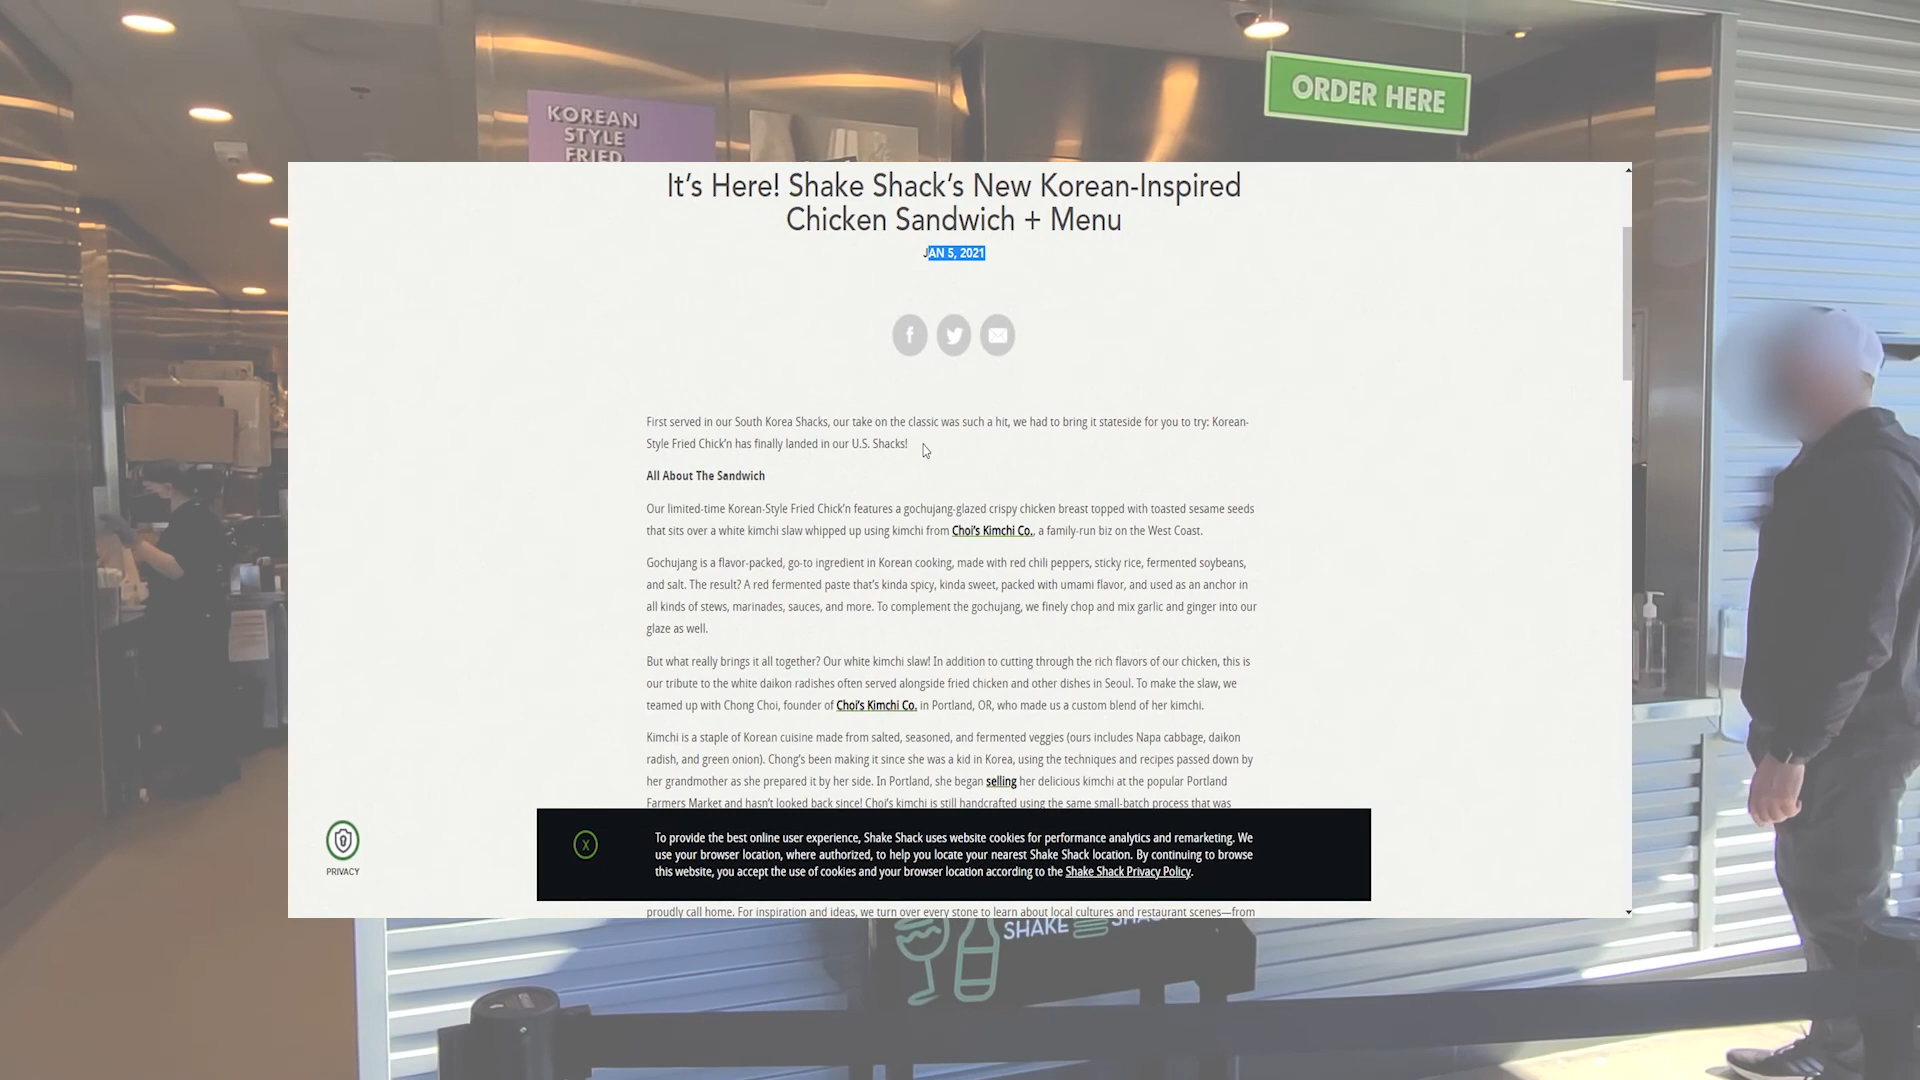 ORDER HERE
KOREAN
STYLE
FRIED
It's Here! Shake Shack's New Korean-Inspired
Chicken Sandwich + Menu
JAN 5, 2021
First served in our South Korea Shacks, our take on the classic was such a hit, we had to bring it stateside for you to try: Korean-
Style Fried Chick'n has finally landed in our U.S. Shacks!
All About The Sandwich
Our limited-time Korean-Style Fried Chick'n features a gochujang-glazed crispy chicken breast topped with toasted sesame seeds
that sits over a white kimchi slaw whipped up using kimchi from Choi's Kimchi Co., a family-run biz on the West Coast.
Gochujang is a flavor-packed, go-to ingredient in Korean cooking, made with red chili peppers, sticky rice, fermented soybeans,
and salt. The result? A red fermented paste that's kinda spicy, kinda sweet, packed with umami flavor, and used as an anchor in
all kinds of stews, marinades, sauces, and more. To complement the gochujang, we finely chop and mix garlic and ginger into our
glaze as well.
But what really brings it all together? Our white kimchi slaw! In addition to cutting through the rich flavors of our chicken, this is
our tribute to the white daikon radishes often served alongside fried chicken and other dishes in Seoul. To make the slaw, we
teamed up with Chong Choi, founder of Choi's Kimchi Co. in Portland, OR, who made us a custom blend of her kimchi.
Kimchi is a staple of Korean cuisine made from salted, seasoned, and fermented veggies (ours includes Napa cabbage, daikon
radish, and green onion). Chong's been making it since she was a kid in Korea, using the techniques and recipes passed down by
her grandmother as she prepared it by her side. In Portland, she began selling her delicious kimchi at the popular Portland
Farmers Market and hasn't looked back since! Choi's kimchi is still handcrafted using the same small-batch process that was
To provide the best online user experience, Shake Shack uses website cookies for performance analytics and remarketing. We
use your browser location, where authorized, to help you locate your nearest Shake Shack location. By continuing to browse
this website, you accept the use of cookies and your browser location according to the Shake Shack Privacy Policy.
X
PRIVACY
proudly call home. For inspiration and ideas, we turn over every stone to learn about local cultures and restaurant scenes—from
SHAKE